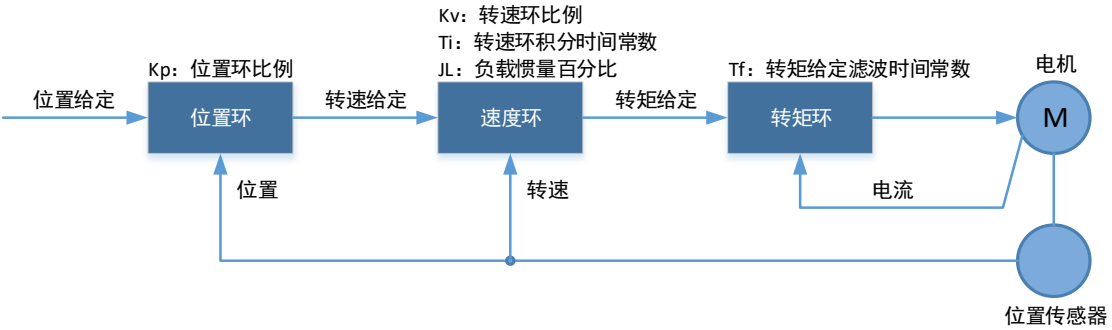 Kv：转速环比例
Ti：转速环积分时间常数
JL：负载惯量百分比
Kp：位置环比例
Tf：转矩给定滤波时间常数
电机
位置给定
位置环
转速给定
速度环
转矩给定
转矩环
M
位置
转速
电流
位置传感器